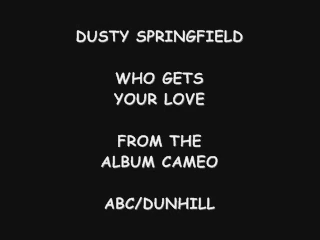 DUSTY SPRINGFIELD
WHO GETS
YOUR LOVE
FROM THE
ALBUM CAMEO
ABC/DUNHILL